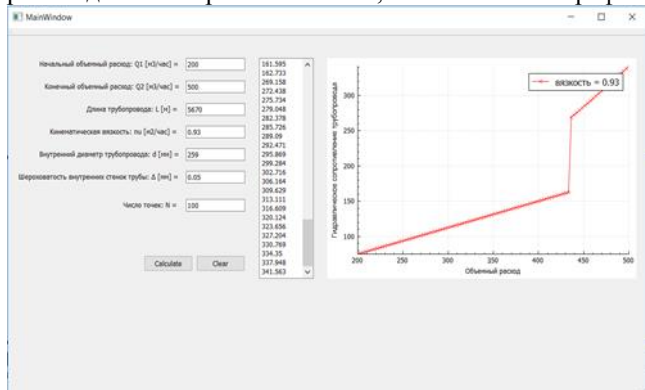 MainWindow
Начальный объемный расход: Q1 [м3/час] = 200
Конечный объемный расход: Q2 [м3/час] = 500
Длина трубопровода: L [м] = 5670
Кинематическая вязкость: nu [м2/час] = 0.93
Внутренний диаметр трубопровода: d [мм] = 259
Шероховатость внутренних стенок трубы: Δ [мм] = 0.05
Число точек: N = 100
Calculate Clear
161.595
162.733
269.158
272.438
275.734
279.048
282.378
285.726
289.09
292.471
295.869
299.284
302.716
306.164
309.629
313.111
316.609
320.124
323.656
327.204
330.769
334.35
337.948
341.563
вязкость = 0.93
Гидравлическое сопротивление трубопровода
300
250
200
150
100
200 250 300 350 400 450 500
Объемный расход